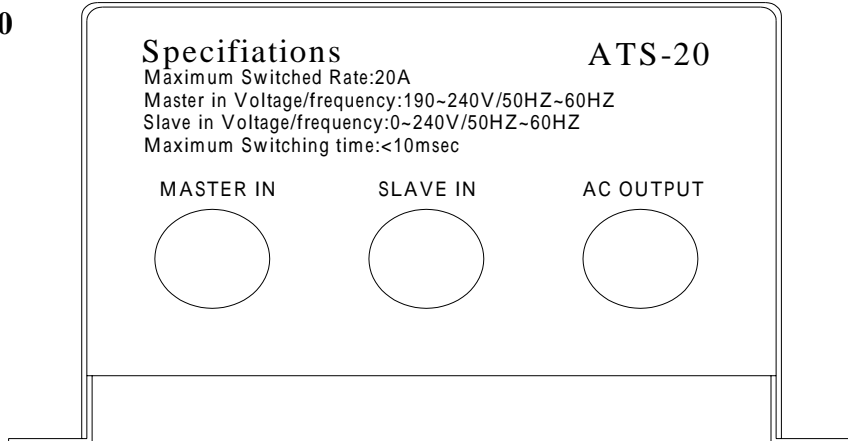 0
Specifiations ATS-20
Maximum Switched Rate:20A
Master in Voltage/frequency:190~240V/50HZ~60HZ
Slave in Voltage/frequency:0~240V/50HZ~60HZ
Maximum Switching time:<10msec
MASTER IN SLAVE IN AC OUTPUT